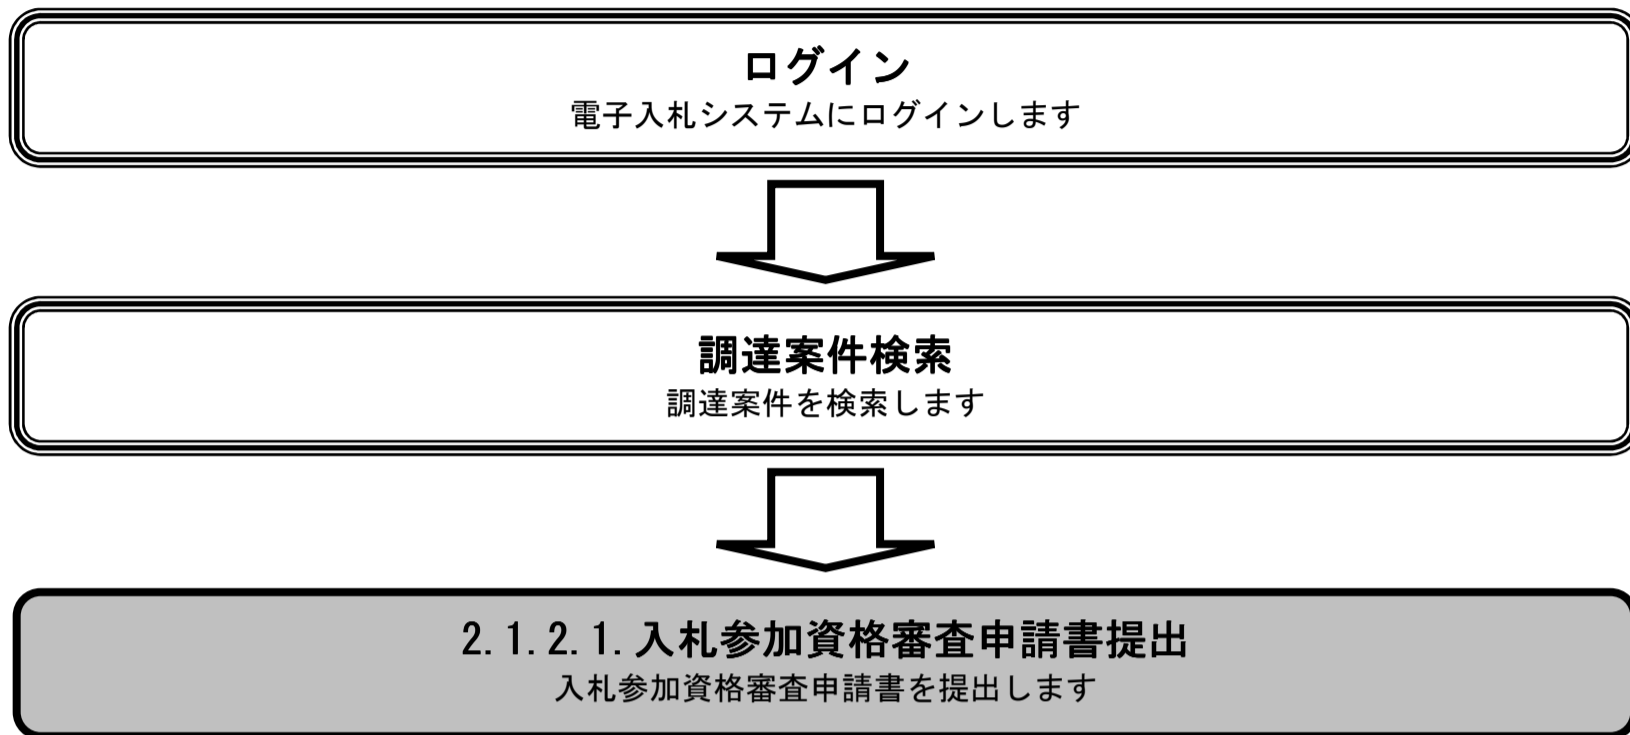 ログイン
電子入札システムにログインします
調達案件検索
調達案件を検索します
2.1.2.1.入札参加資格審査申請書提出
入札参加資格審査申請書を提出します